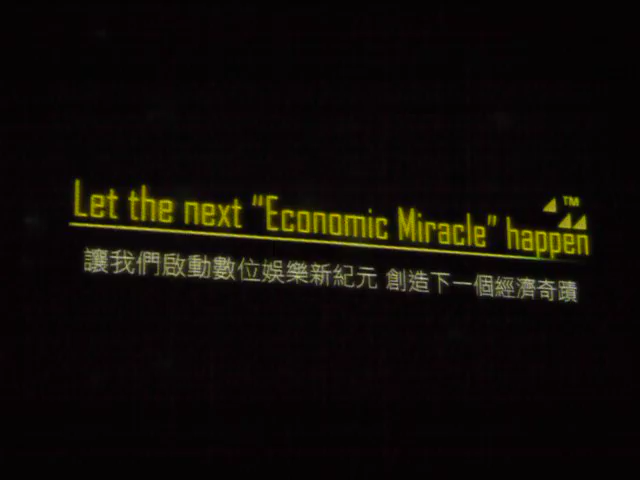 Let the next “Economic Miracle” happen ™
讓我們啟動數位娛樂新紀元 創造下一個經濟奇蹟